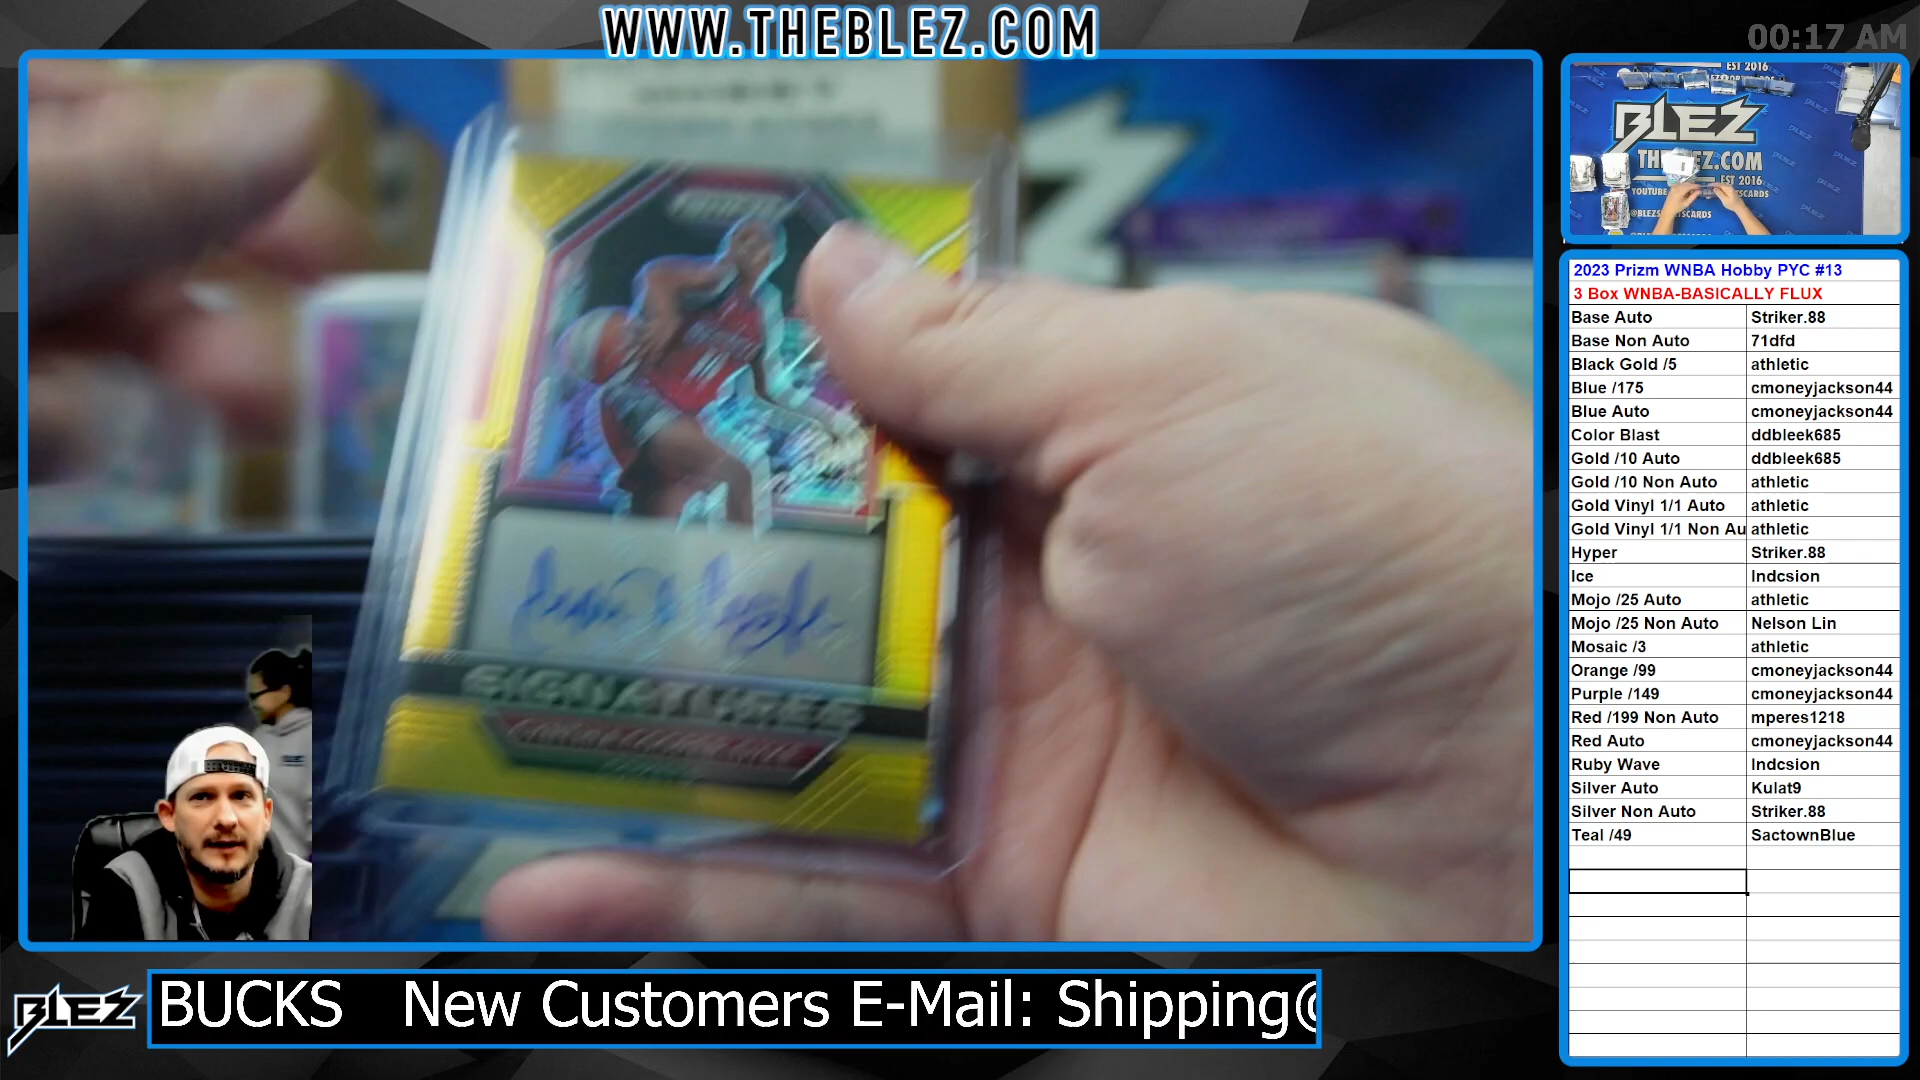 WWW.THEBLEZ.COM
00:17 AM
EST 2016
BLEZ
THEBLEZ.COM
EST 2016
YOUTUBE
2023 Prizm WNBA Hobby PYC #13
3 Box WNBA-BASICALLY FLUX
Base Auto Striker.88
Base Non Auto 71dfd
Black Gold /5 athletic
Blue /175 cmoneyjackson44
Blue Auto cmoneyjackson44
Color Blast ddbleek685
Gold /10 Auto ddbleek685
Gold /10 Non Auto athletic
Gold Vinyl 1/1 Auto athletic
Gold Vinyl 1/1 Non Au athletic
Hyper Striker.88
Ice Indcsion
Mojo /25 Auto athletic
Mojo /25 Non Auto Nelson Lin
Mosaic /3 athletic
Orange /99 cmoneyjackson44
Purple /149 cmoneyjackson44
Red /199 Non Auto mperes1218
Red Auto cmoneyjackson44
Ruby Wave Indcsion
Silver Auto Kulat9
Silver Non Auto Striker.88
Teal /49 SactownBlue
PRIZM
SIGNATURES
BLEZ
BUCKS New Customers E-Mail: Shipping@